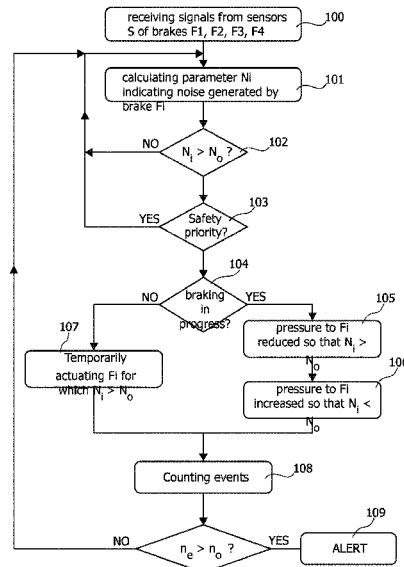 receiving signals from sensors
S of brakes F1, F2, F3, F4
100
calculating parameter Ni
indicating noise generated by
brake Fi
101
NO
Ni > No ?
102
YES
Safety
priority?
103
104
NO
braking
in
progress?
YES
105
pressure to Fi
reduced so that Ni >
No
107
Temporarily
actuating Fi for
which Ni > No
106
pressure to Fi
increased so that Ni <
No
Counting events
108
109
NO
ne > no ?
YES
ALERT